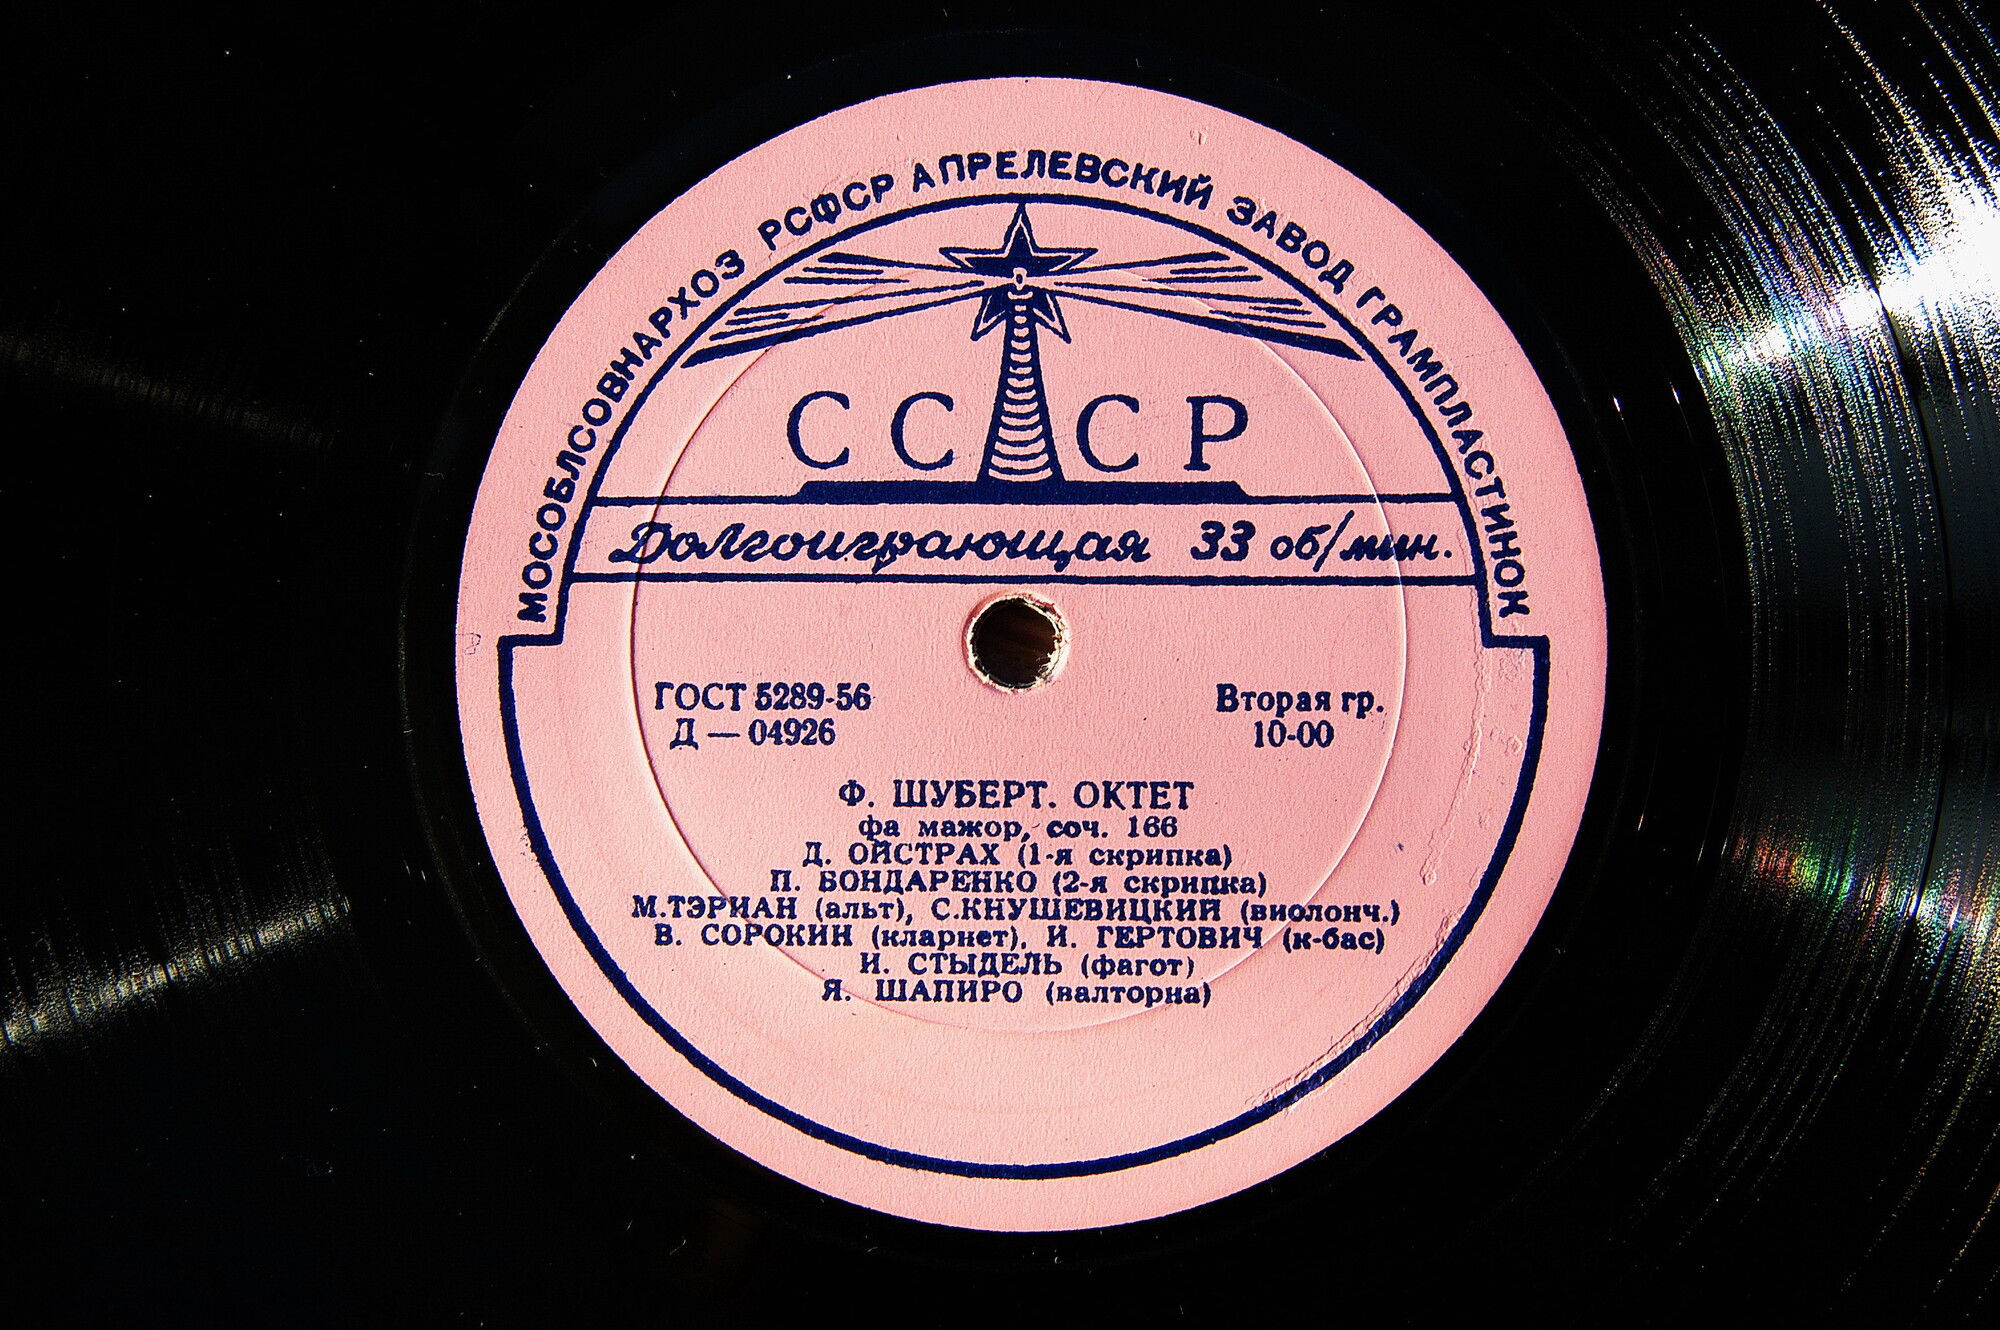 МОСОБЛСОВНАРХОЗ РСФСР АПРЕЛЕВСКИЙ ЗАВОД ГРАМПЛАСТИНОК
СССР
Долгоиграющая 33 об/мин.
ГОСТ 5289-56
Д — 04926
Вторая гр.
10-00
Ф. ШУБЕРТ. ОКТЕТ
фа мажор, соч. 166
Д. ОЙСТРАХ (1-я скрипка)
П. БОНДАРЕНКО (2-я скрипка)
М.ТЭРИАН (альт), С.КНУШЕВИЦКИЙ (виолонч.)
В. СОРОКИН (кларнет), И. ГЕРТОВИЧ (к-бас)
И. СТЫДЕЛЬ (фагот)
Я. ШАПИРО (валторна)